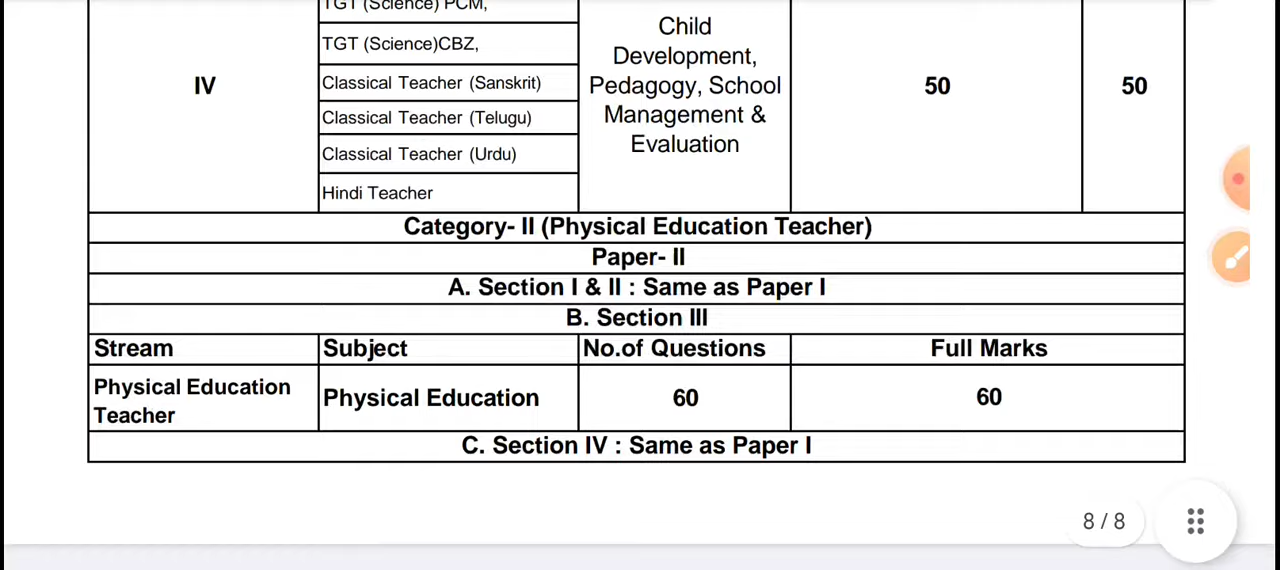 TGT (Science) PCM,
TGT (Science)CBZ,
Classical Teacher (Sanskrit)
Classical Teacher (Telugu)
Classical Teacher (Urdu)
Hindi Teacher
IV
Child
Development,
Pedagogy, School
Management &
Evaluation
50
50
Category- II (Physical Education Teacher)
Paper- II
A. Section I & II : Same as Paper I
B. Section III
Stream Subject No.of Questions Full Marks
Physical Education
Teacher
Physical Education 60 60
C. Section IV : Same as Paper I
8 / 8